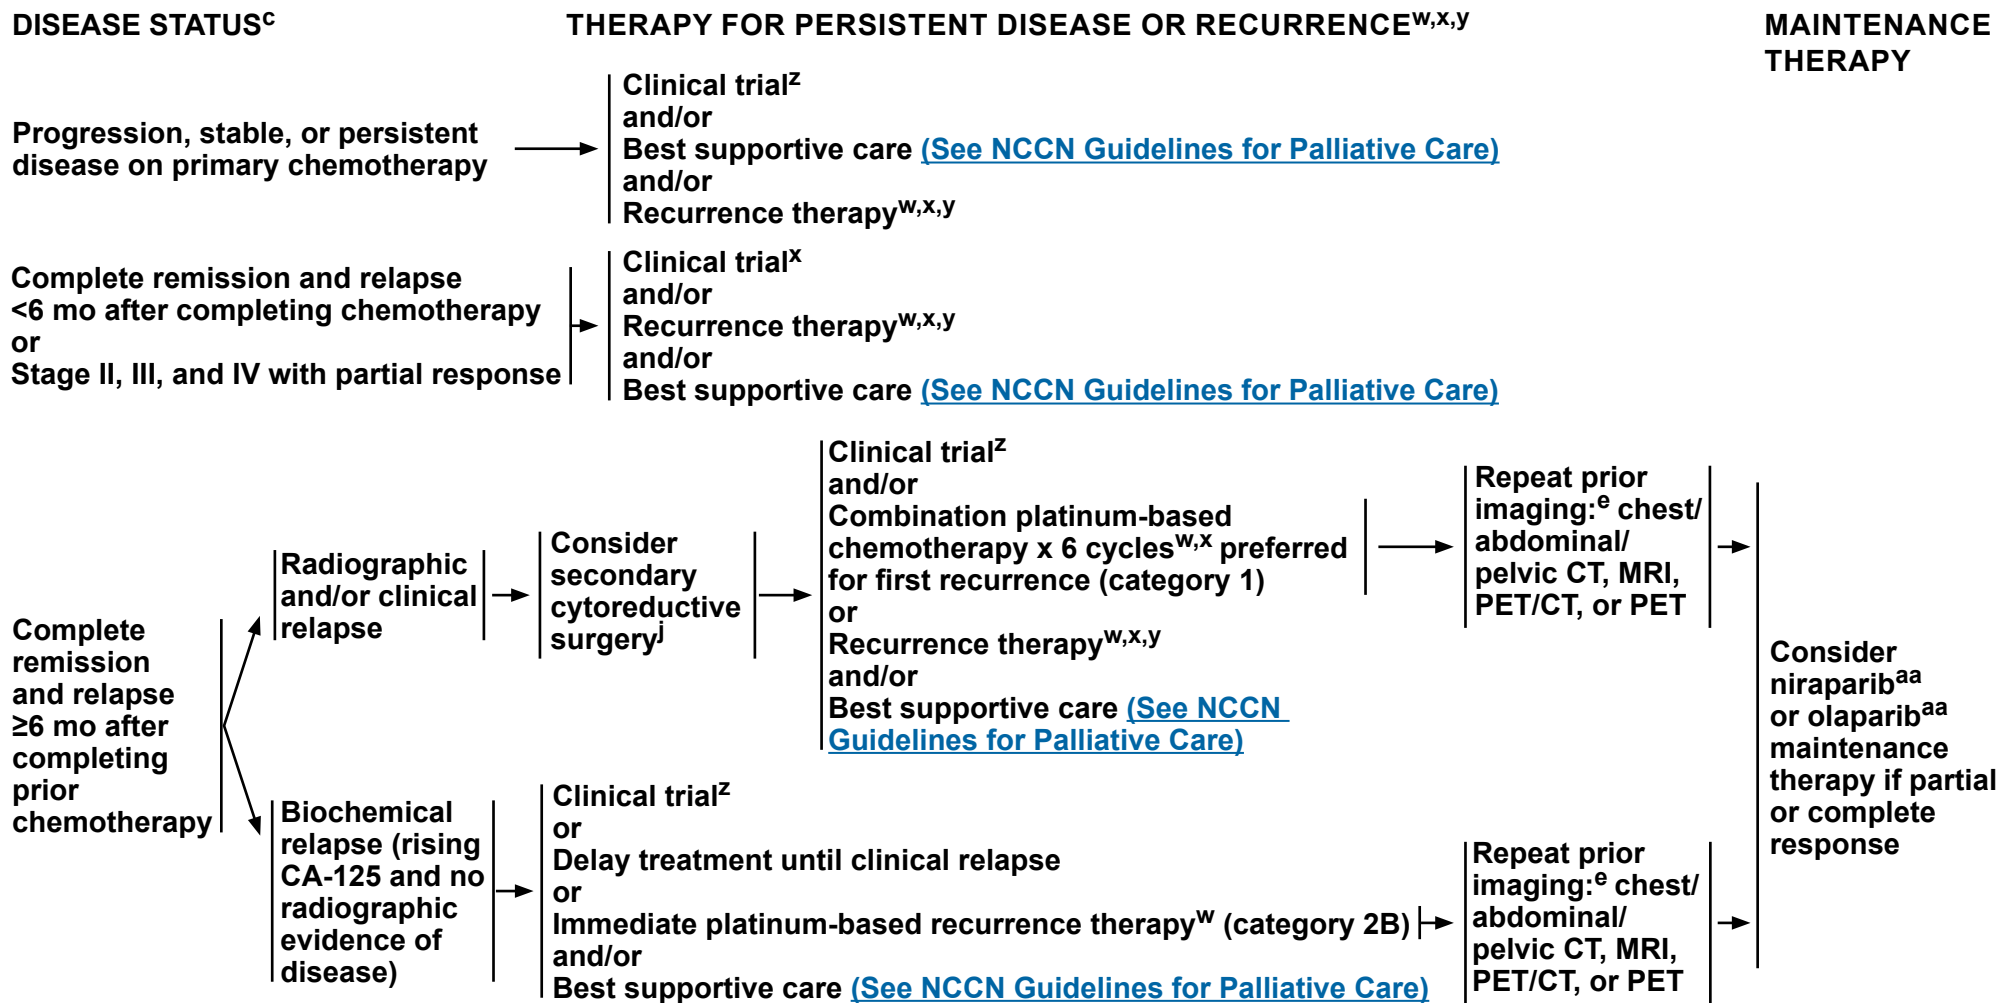 DISEASE STATUSᶜ
THERAPY FOR PERSISTENT DISEASE OR RECURRENCEʷ,ˣ,ʸ
MAINTENANCE
THERAPY
Progression, stable, or persistent
disease on primary chemotherapy
Clinical trialᶻ
and/or
Best supportive care (See NCCN Guidelines for Palliative Care)
and/or
Recurrence therapyʷ,ˣ,ʸ
Complete remission and relapse
<6 mo after completing chemotherapy
or
Stage II, III, and IV with partial response
Clinical trialˣ
and/or
Recurrence therapyʷ,ˣ,ʸ
and/or
Best supportive care (See NCCN Guidelines for Palliative Care)
Complete
remission
and relapse
≥6 mo after
completing
prior
chemotherapy
Radiographic
and/or clinical
relapse
Consider
secondary
cytoreductive
surgeryʲ
Clinical trialᶻ
and/or
Combination platinum-based
chemotherapy x 6 cyclesʷ,ˣ preferred
for first recurrence (category 1)
or
Recurrence therapyʷ,ˣ,ʸ
and/or
Best supportive care (See NCCN
Guidelines for Palliative Care)
Repeat prior
imaging:ᵉ chest/
abdominal/
pelvic CT, MRI,
PET/CT, or PET
Biochemical
relapse (rising
CA-125 and no
radiographic
evidence of
disease)
Clinical trialᶻ
or
Delay treatment until clinical relapse
or
Immediate platinum-based recurrence therapyʷ (category 2B)
and/or
Best supportive care (See NCCN Guidelines for Palliative Care)
Repeat prior
imaging:ᵉ chest/
abdominal/
pelvic CT, MRI,
PET/CT, or PET
Consider
niraparibᵃᵃ
or olaparibᵃᵃ
maintenance
therapy if partial
or complete
response